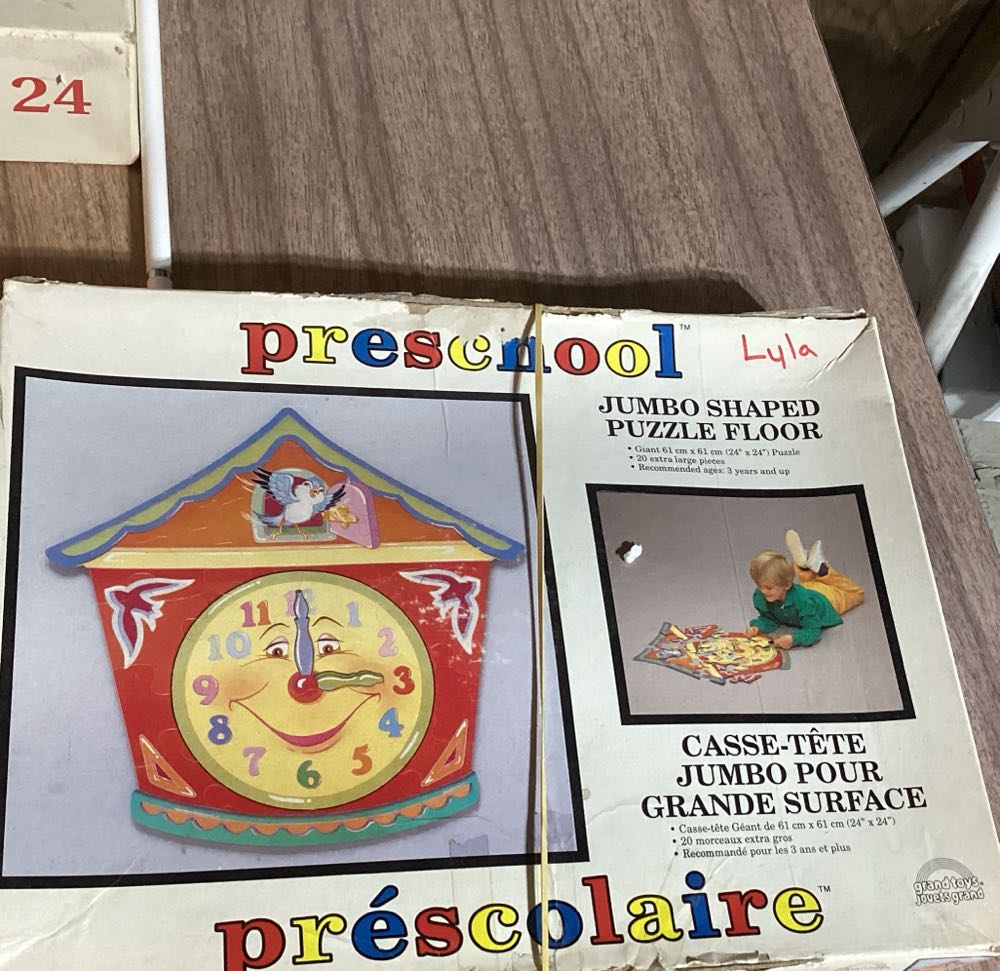 24
preschool™
Lyla
JUMBO SHAPED
PUZZLE FLOOR
• Giant 61 cm x 61 cm (24" x 24") Puzzle
• 20 extra large pieces
• Recommended ages: 3 years and up
11 12 1
10 2
9 3
8 4
7 6 5
CASSE-TÊTE
JUMBO POUR
GRANDE SURFACE
• Casse-tête Géant de 61 cm x 61 cm (24" x 24")
• 20 morceaux extra gros
• Recommandé pour les 3 ans et plus
grand toys.
jouets grand
préscolaire™